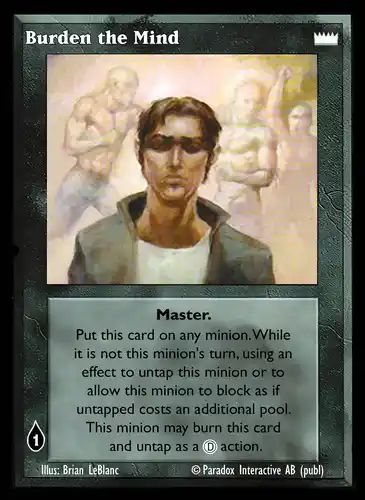 Burden the Mind
Master.
Put this card on any minion. While
it is not this minion's turn, using an
effect to untap this minion or to
allow this minion to block as if
untapped costs an additional pool.
This minion may burn this card
and untap as a Ⓓ action.
1
Illus: Brian LeBlanc © Paradox Interactive AB (publ)